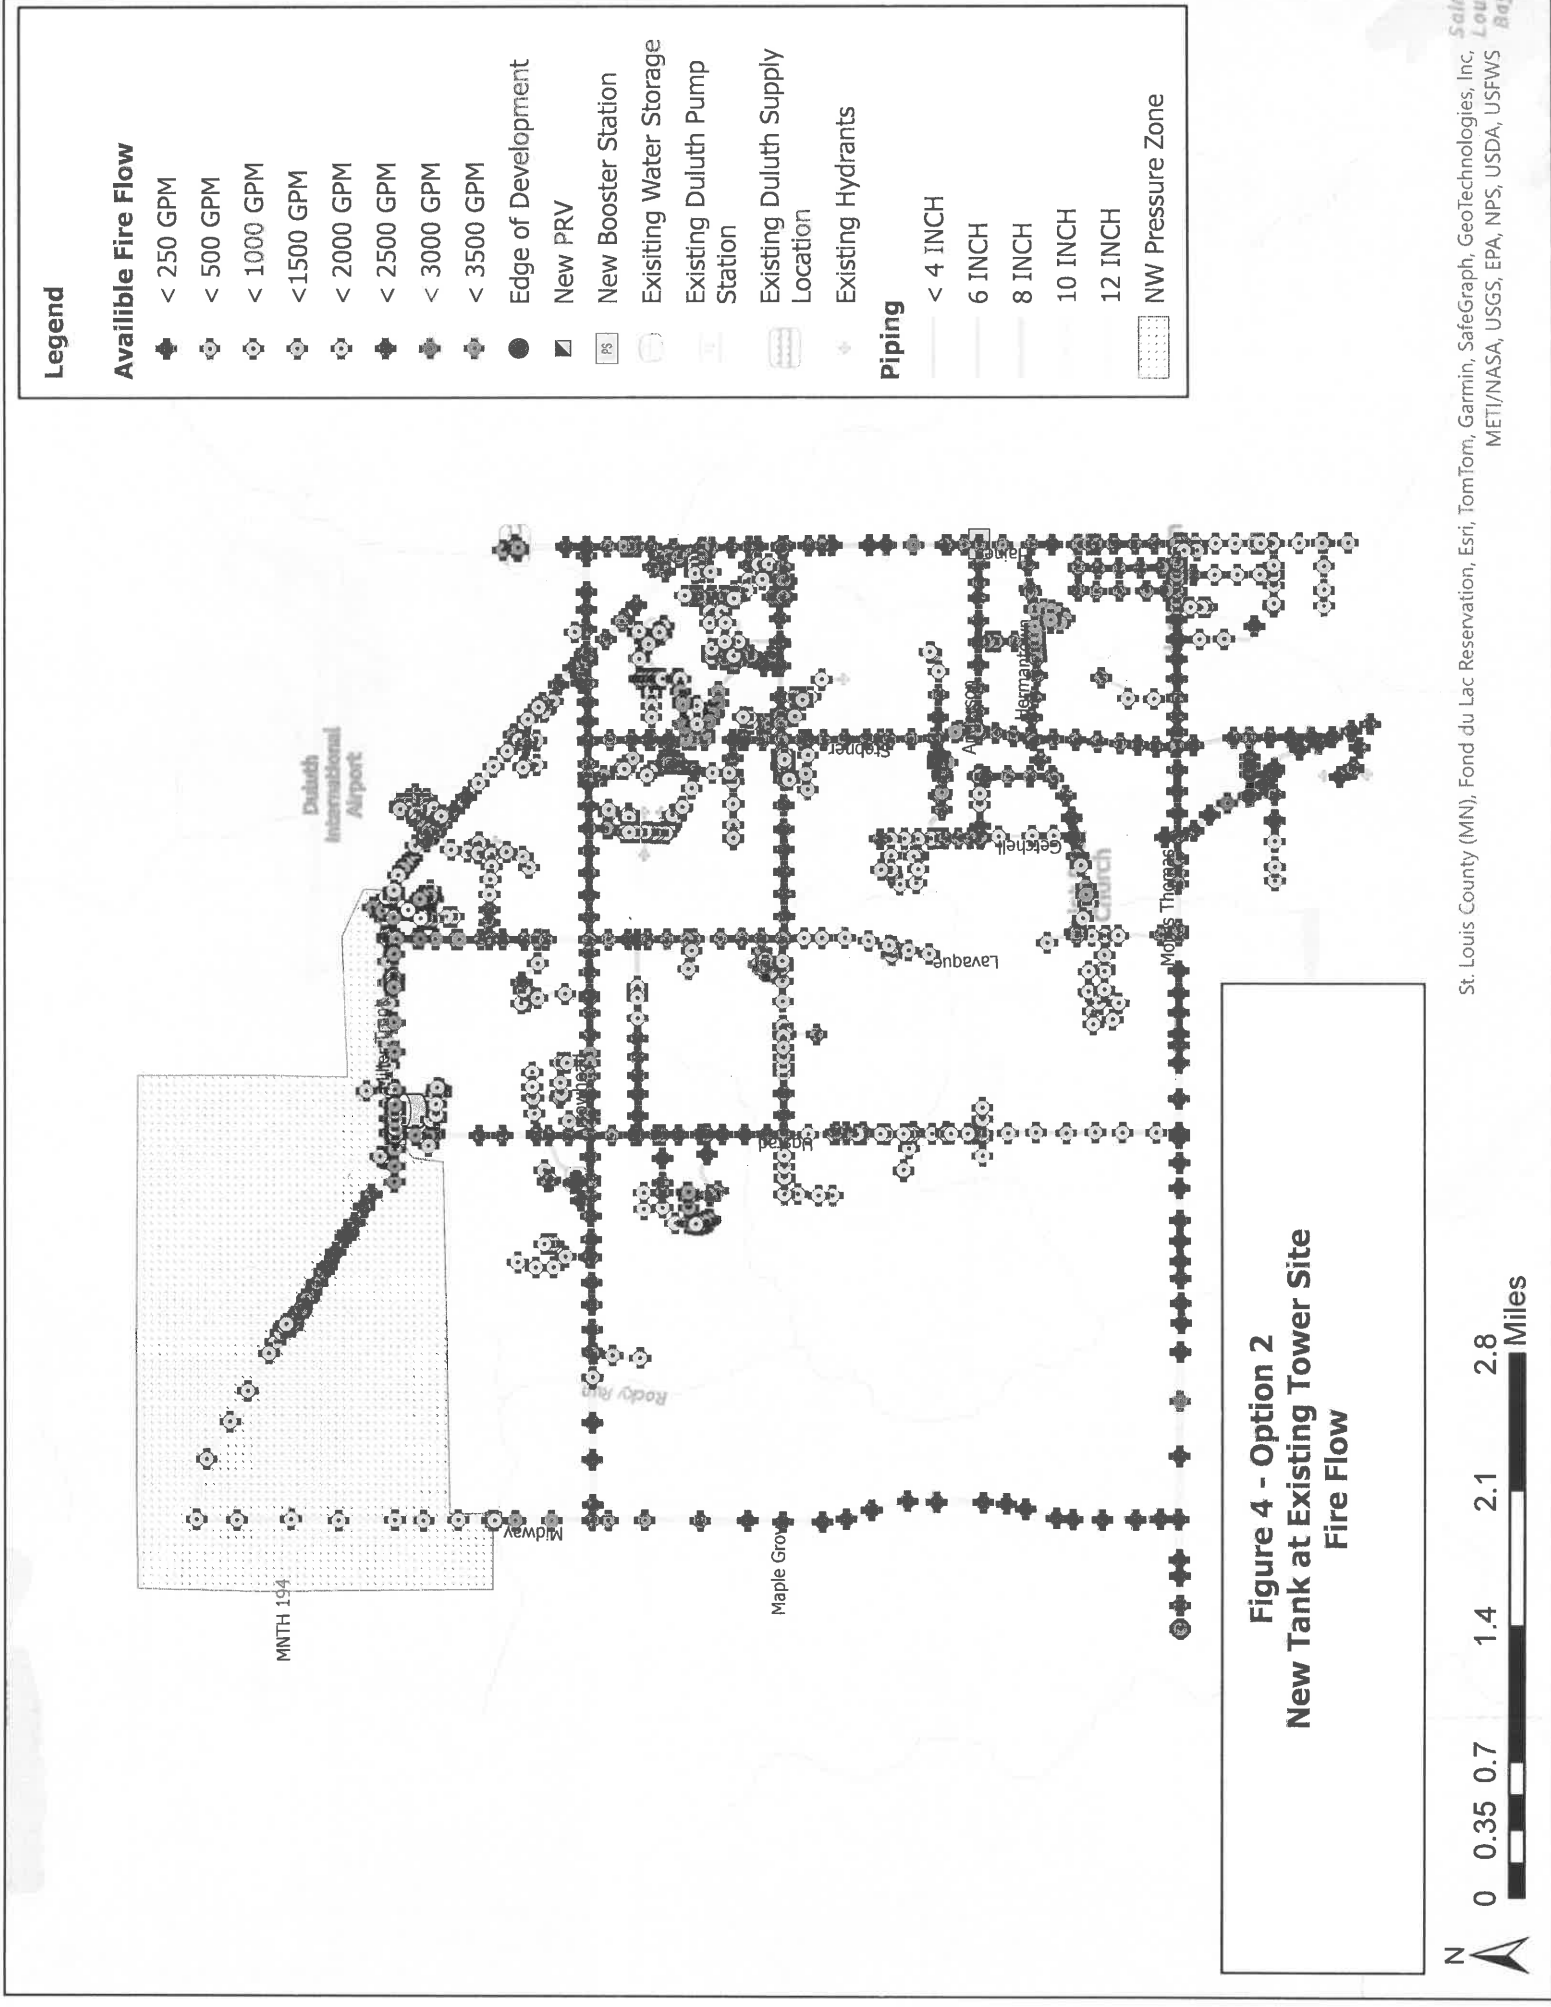 Legend
Availible Fire Flow
< 250 GPM
< 500 GPM
< 1000 GPM
<1500 GPM
< 2000 GPM
< 2500 GPM
< 3000 GPM
< 3500 GPM
Edge of Development
New PRV
PS
New Booster Station
Exisiting Water Storage
Existing Duluth Pump
Station
Existing Duluth Supply
Location
Existing Hydrants
Piping
< 4 INCH
6 INCH
8 INCH
10 INCH
12 INCH
NW Pressure Zone
Duluth
International
Airport
MNTH 194
Midway
Maple Grov
Rocky Run
Ugstad
Lavaque
Stebner
Getchell
Hermantown
Haines
Church
Morris Thomas
Figure 4 - Option 2
New Tank at Existing Tower Site
Fire Flow
St. Louis County (MN), Fond du Lac Reservation, Esri, TomTom, Garmin, SafeGraph, GeoTechnologies, Inc,
METI/NASA, USGS, EPA, NPS, USDA, USFWS
N
0 0.35 0.7 1.4 2.1 2.8
Miles